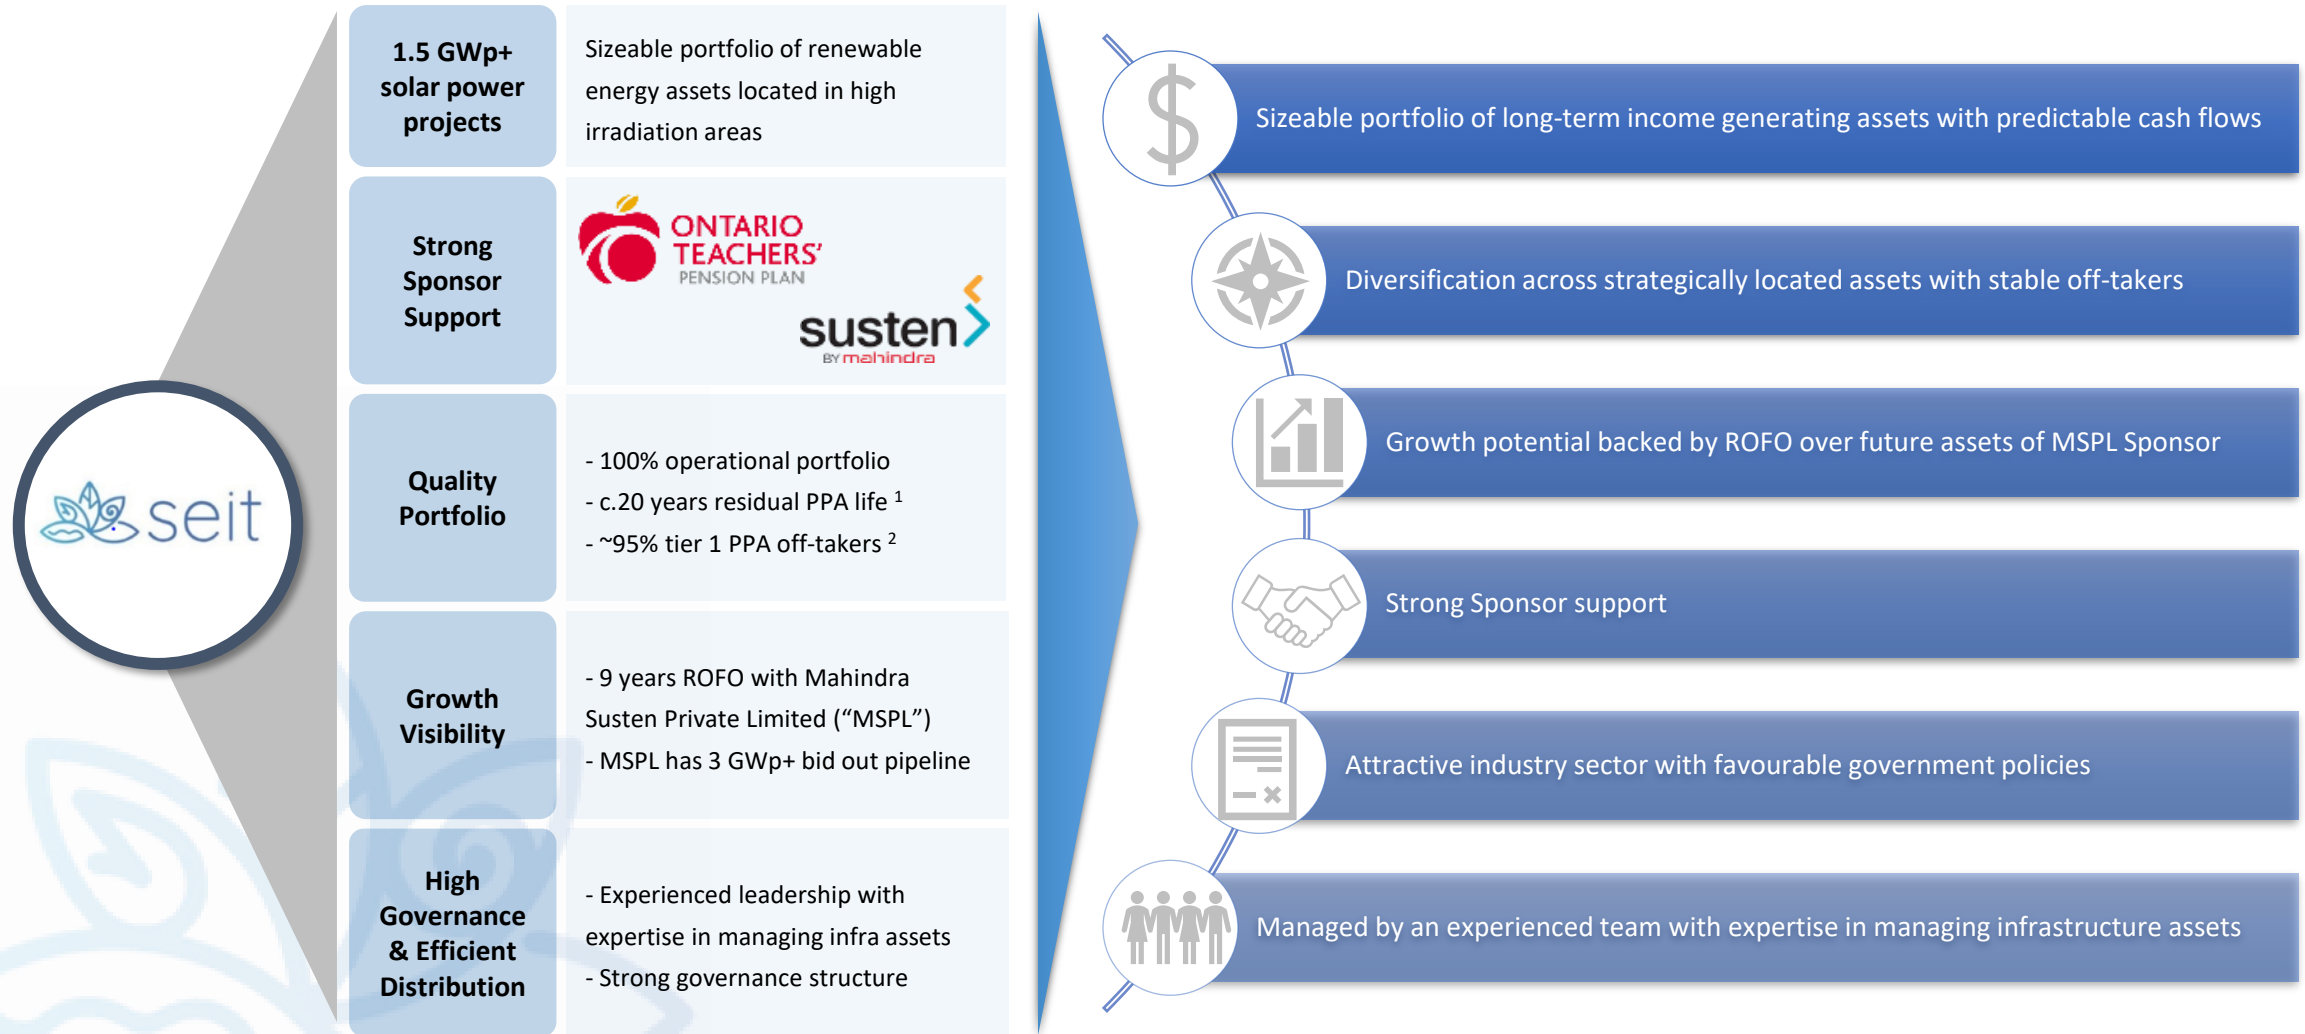 seit
1.5 GWp+
solar power
projects
Sizeable portfolio of renewable
energy assets located in high
irradiation areas
Strong
Sponsor
Support
ONTARIO
TEACHERS'
PENSION PLAN
susten
BY mahindra
Quality
Portfolio
- 100% operational portfolio
- c.20 years residual PPA life 1
- ~95% tier 1 PPA off-takers 2
Growth
Visibility
- 9 years ROFO with Mahindra
Susten Private Limited (“MSPL”)
- MSPL has 3 GWp+ bid out pipeline
High
Governance
& Efficient
Distribution
- Experienced leadership with
expertise in managing infra assets
- Strong governance structure
Sizeable portfolio of long-term income generating assets with predictable cash flows
Diversification across strategically located assets with stable off-takers
Growth potential backed by ROFO over future assets of MSPL Sponsor
Strong Sponsor support
Attractive industry sector with favourable government policies
Managed by an experienced team with expertise in managing infrastructure assets